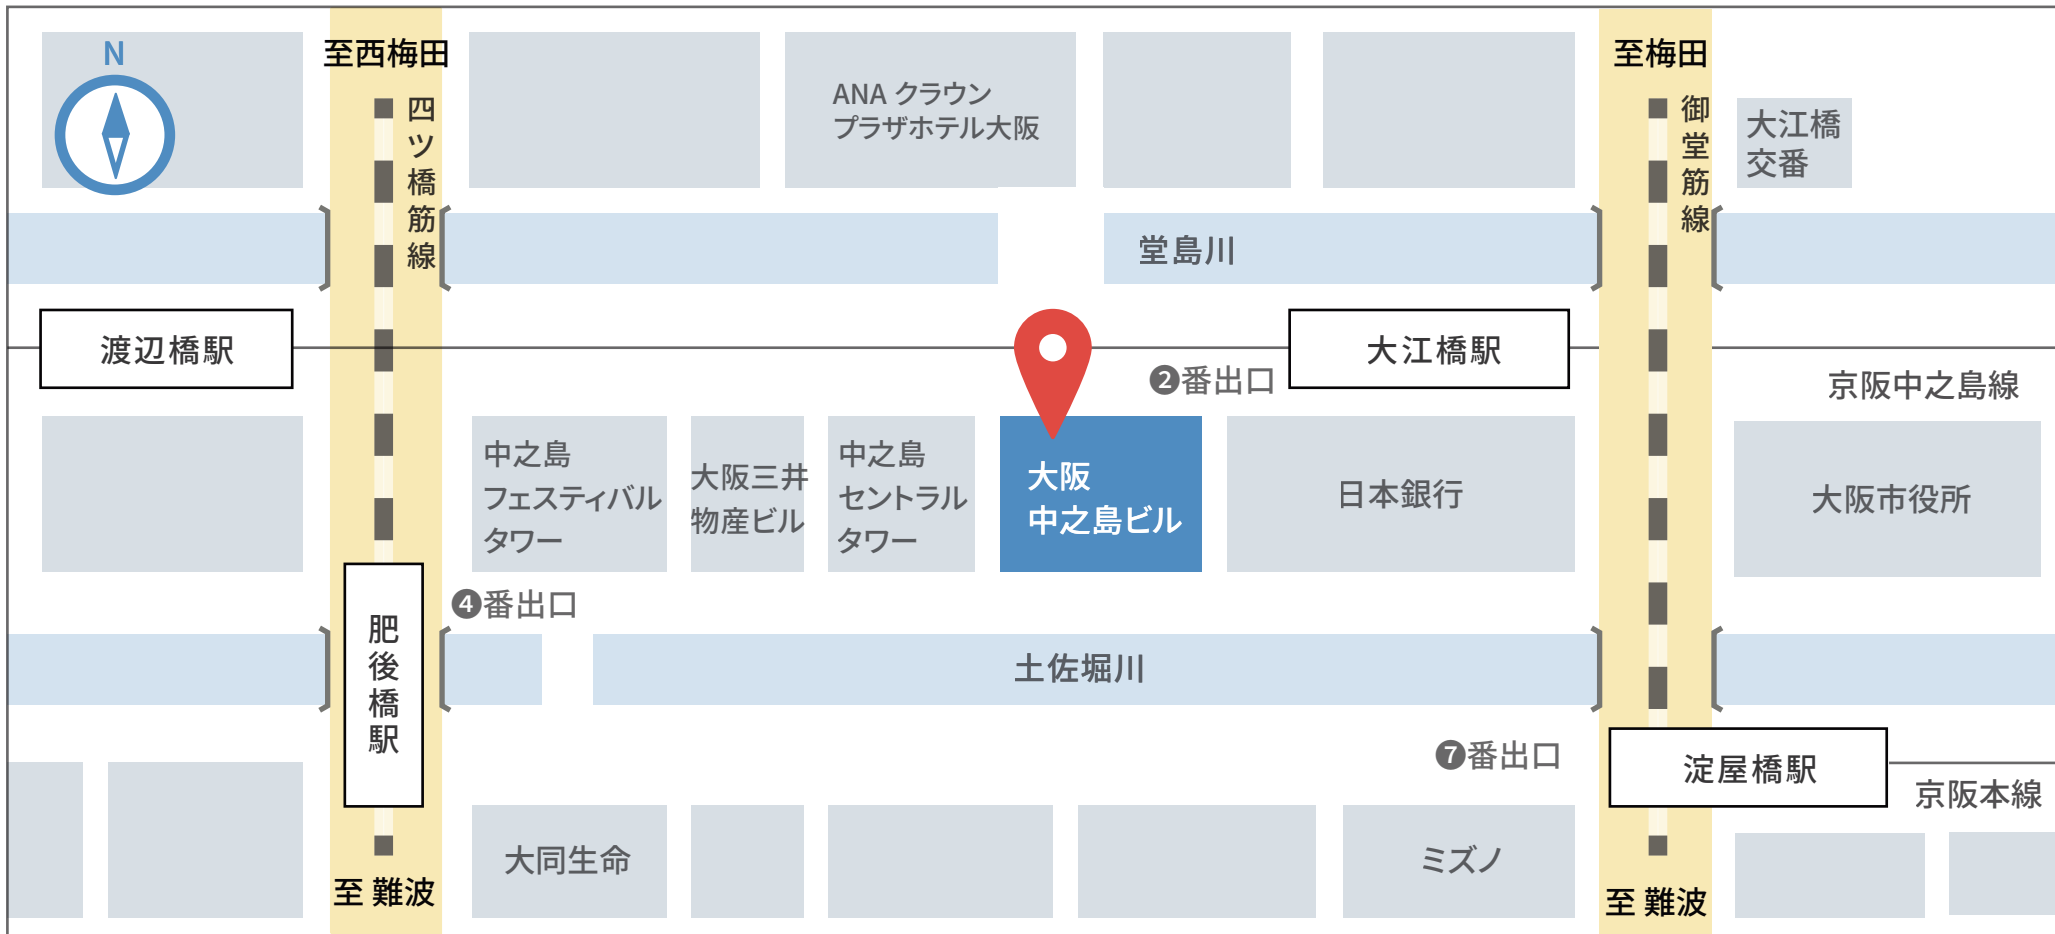 N
至西梅田
四ツ橋筋線
ANA クラウン
プラザホテル大阪
至梅田
御堂筋線
大江橋
交番
堂島川
渡辺橋駅
大江橋駅
❷番出口
京阪中之島線
中之島
フェスティバル
タワー
大阪三井
物産ビル
中之島
セントラル
タワー
大阪
中之島ビル
日本銀行
大阪市役所
❹番出口
肥後橋駅
土佐堀川
❼番出口
淀屋橋駅
京阪本線
大同生命
ミズノ
至 難波
至 難波